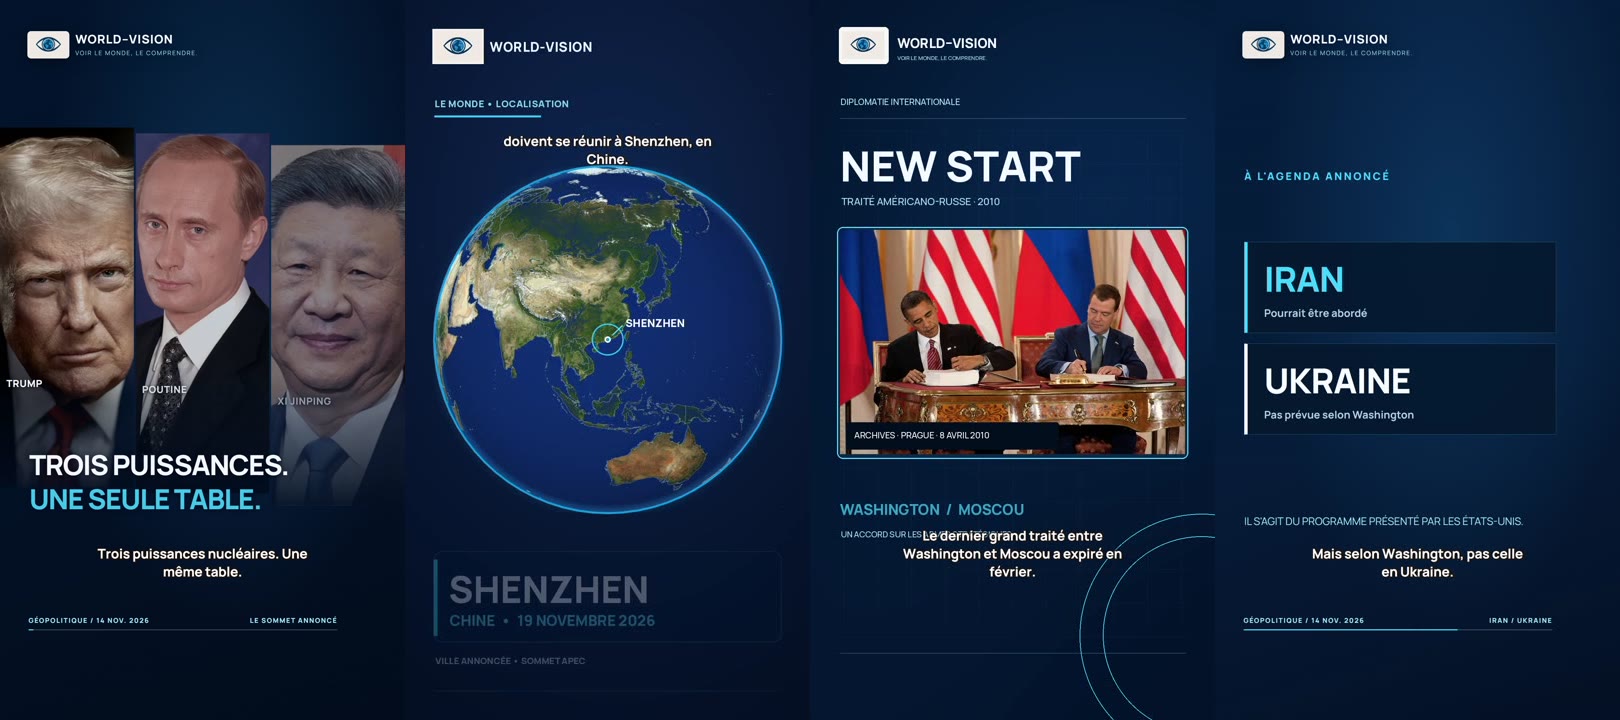 WORLD-VISION
VOIR LE MONDE, LE COMPRENDRE.
TRUMP
POUTINE
XI JINPING
TROIS PUISSANCES.
UNE SEULE TABLE.
Trois puissances nucléaires. Une
même table.
GÉOPOLITIQUE / 14 NOV. 2026
LE SOMMET ANNONCÉ
WORLD-VISION
LE MONDE • LOCALISATION
doivent se réunir à Shenzhen, en
Chine.
SHENZHEN
SHENZHEN
CHINE • 19 NOVEMBRE 2026
VILLE ANNONCÉE • SOMMET APEC
WORLD-VISION
VOIR LE MONDE, LE COMPRENDRE.
DIPLOMATIE INTERNATIONALE
NEW START
TRAITÉ AMÉRICANO-RUSSE · 2010
ARCHIVES · PRAGUE · 8 AVRIL 2010
WASHINGTON / MOSCOU
UN ACCORD SUR LES
Le dernier grand traité entre
Washington et Moscou a expiré en
février.
WORLD-VISION
VOIR LE MONDE, LE COMPRENDRE.
À L'AGENDA ANNONCÉ
IRAN
Pourrait être abordé
UKRAINE
Pas prévue selon Washington
IL S'AGIT DU PROGRAMME PRÉSENTÉ PAR LES ÉTATS-UNIS.
Mais selon Washington, pas celle
en Ukraine.
GÉOPOLITIQUE / 14 NOV. 2026
IRAN / UKRAINE